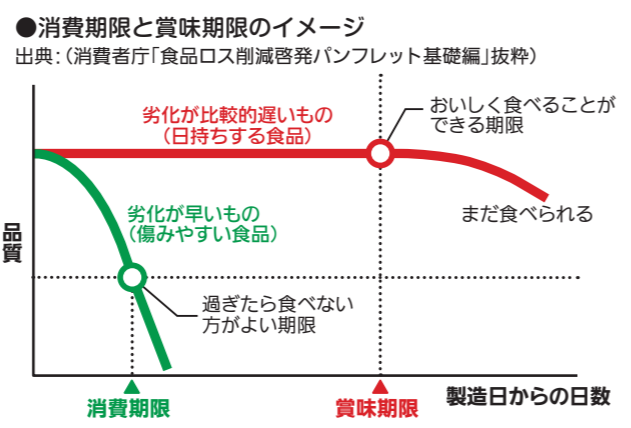 ●消費期限と賞味期限のイメージ
出典：（消費者庁「食品ロス削減啓発パンフレット基礎編」抜粋）
劣化が比較的遅いもの
（日持ちする食品）
おいしく食べることが
できる期限
まだ食べられる
劣化が早いもの
（傷みやすい食品）
品質
過ぎたら食べない
方がよい期限
▲
消費期限
▲
賞味期限
製造日からの日数